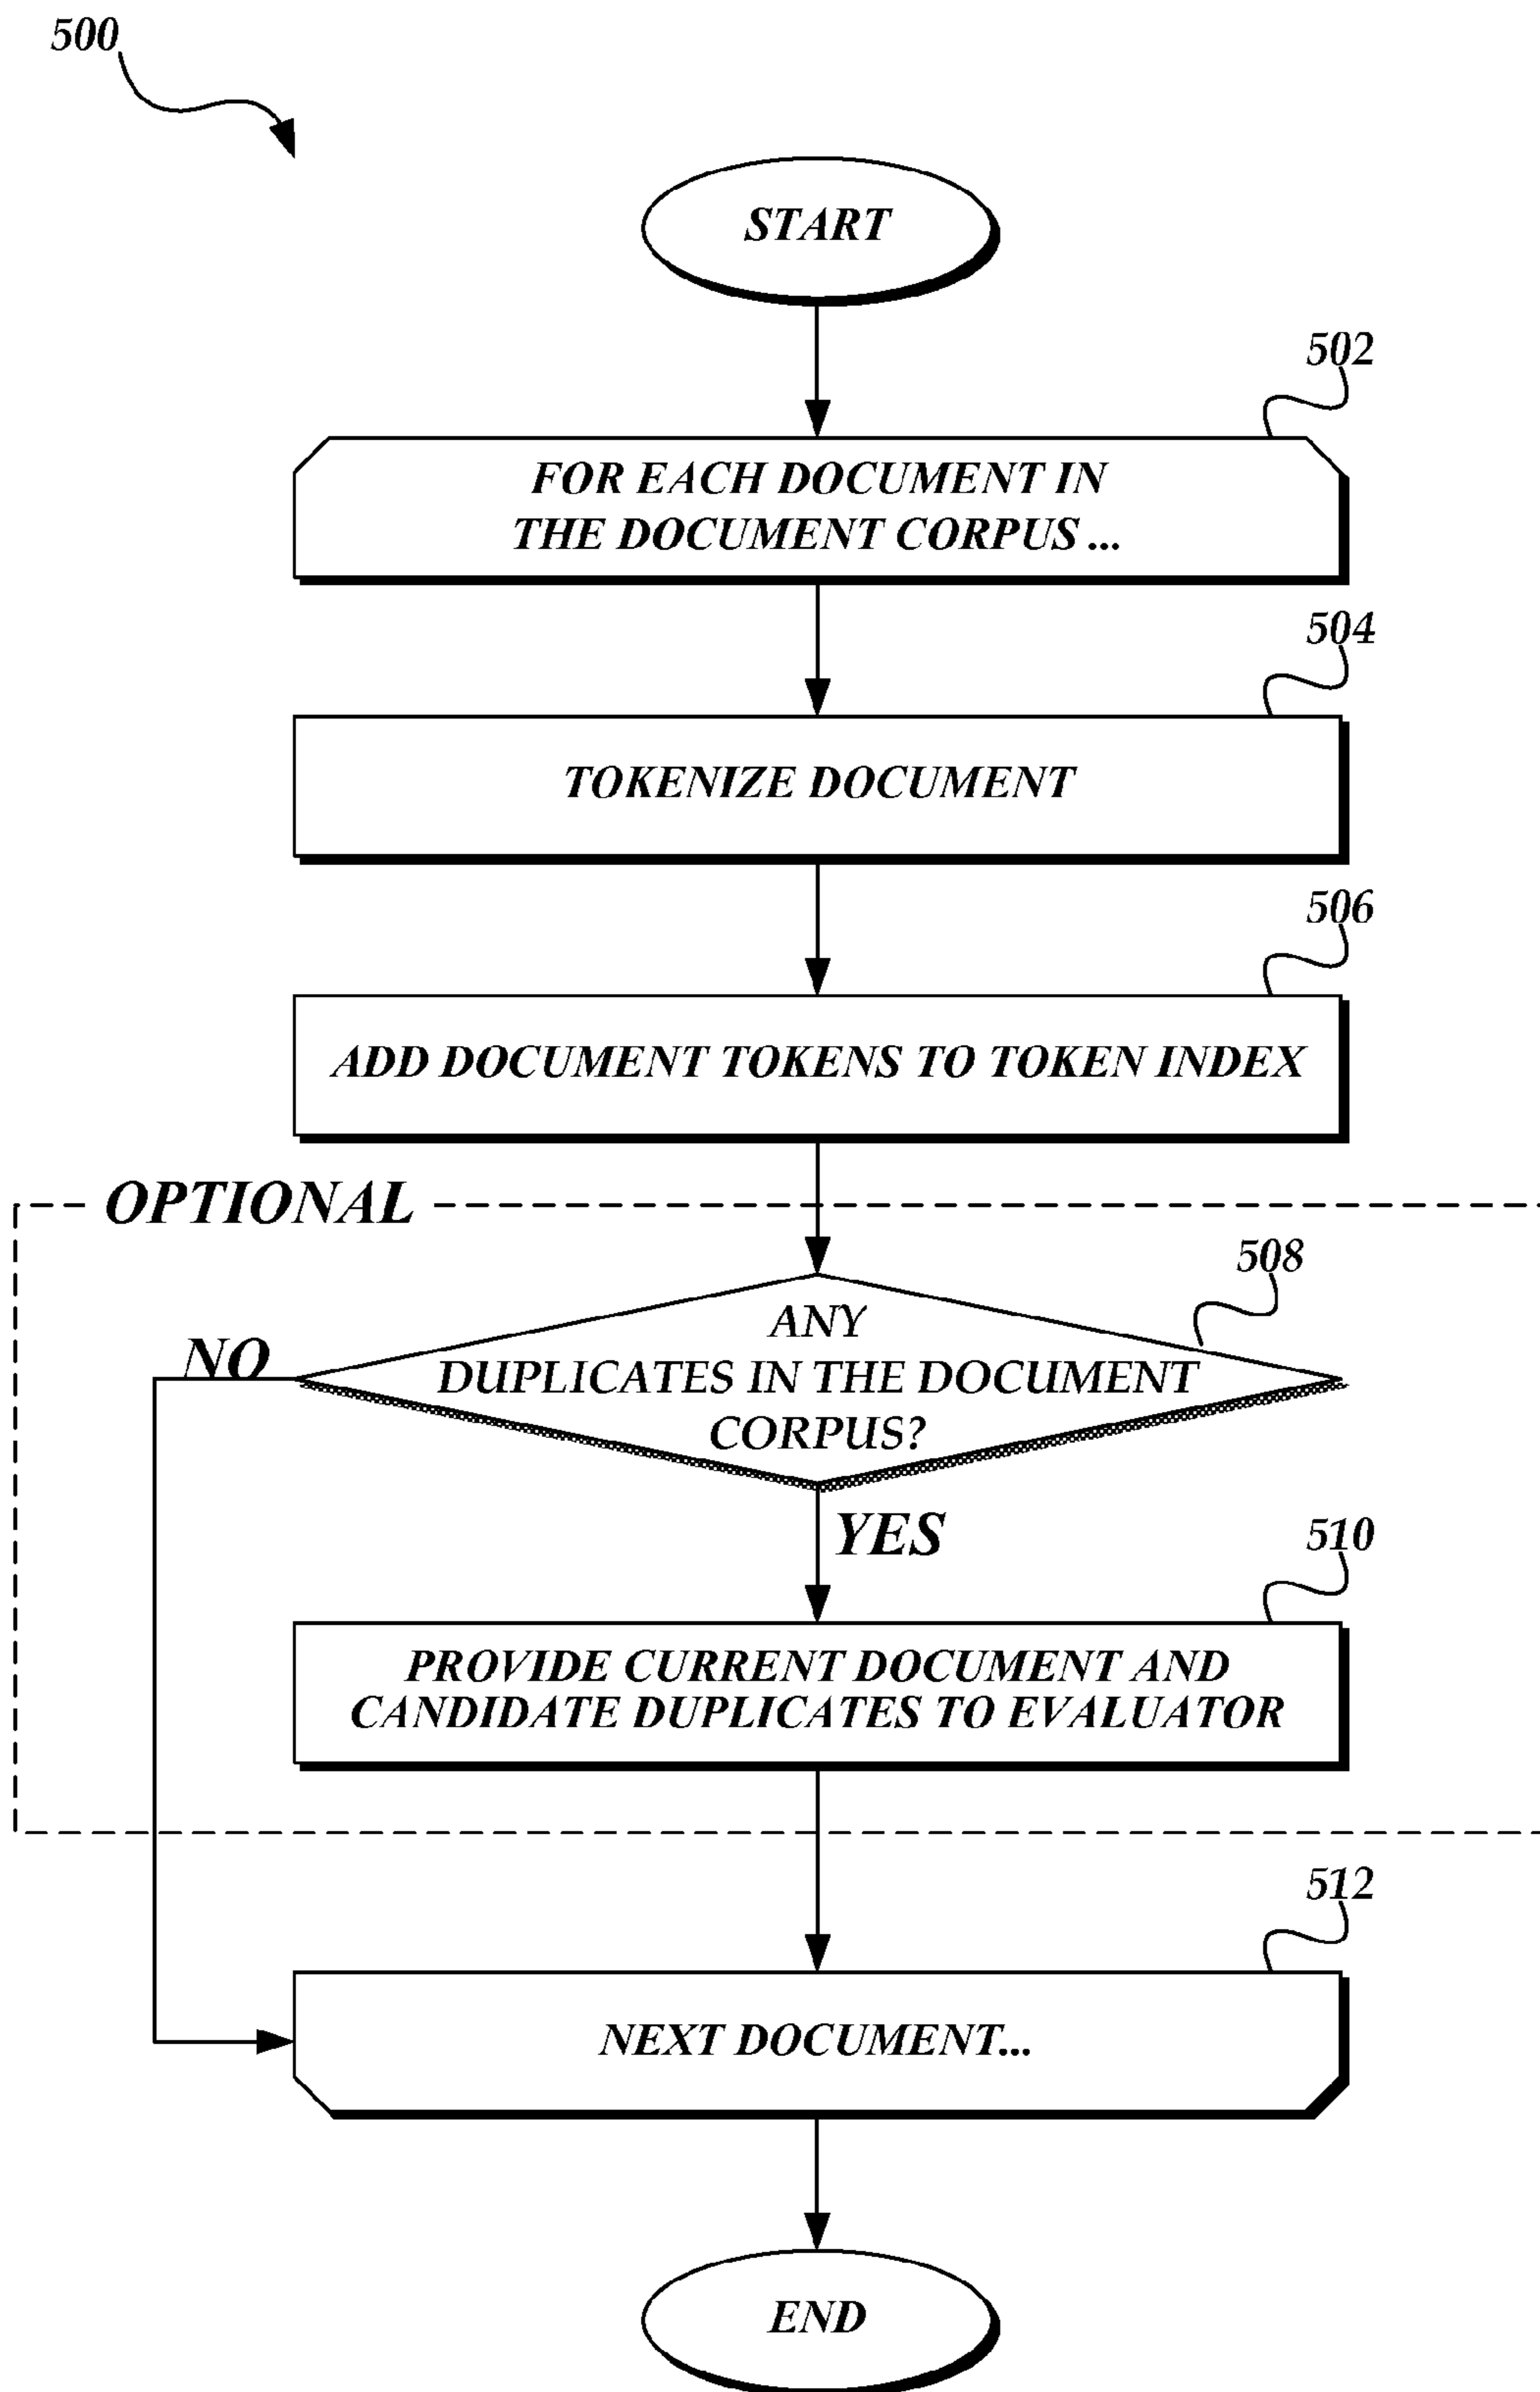 500
START
502
FOR EACH DOCUMENT IN
THE DOCUMENT CORPUS ...
504
TOKENIZE DOCUMENT
506
ADD DOCUMENT TOKENS TO TOKEN INDEX
OPTIONAL
508
ANY
DUPLICATES IN THE DOCUMENT
CORPUS?
NO
YES
510
PROVIDE CURRENT DOCUMENT AND
CANDIDATE DUPLICATES TO EVALUATOR
512
NEXT DOCUMENT...
END